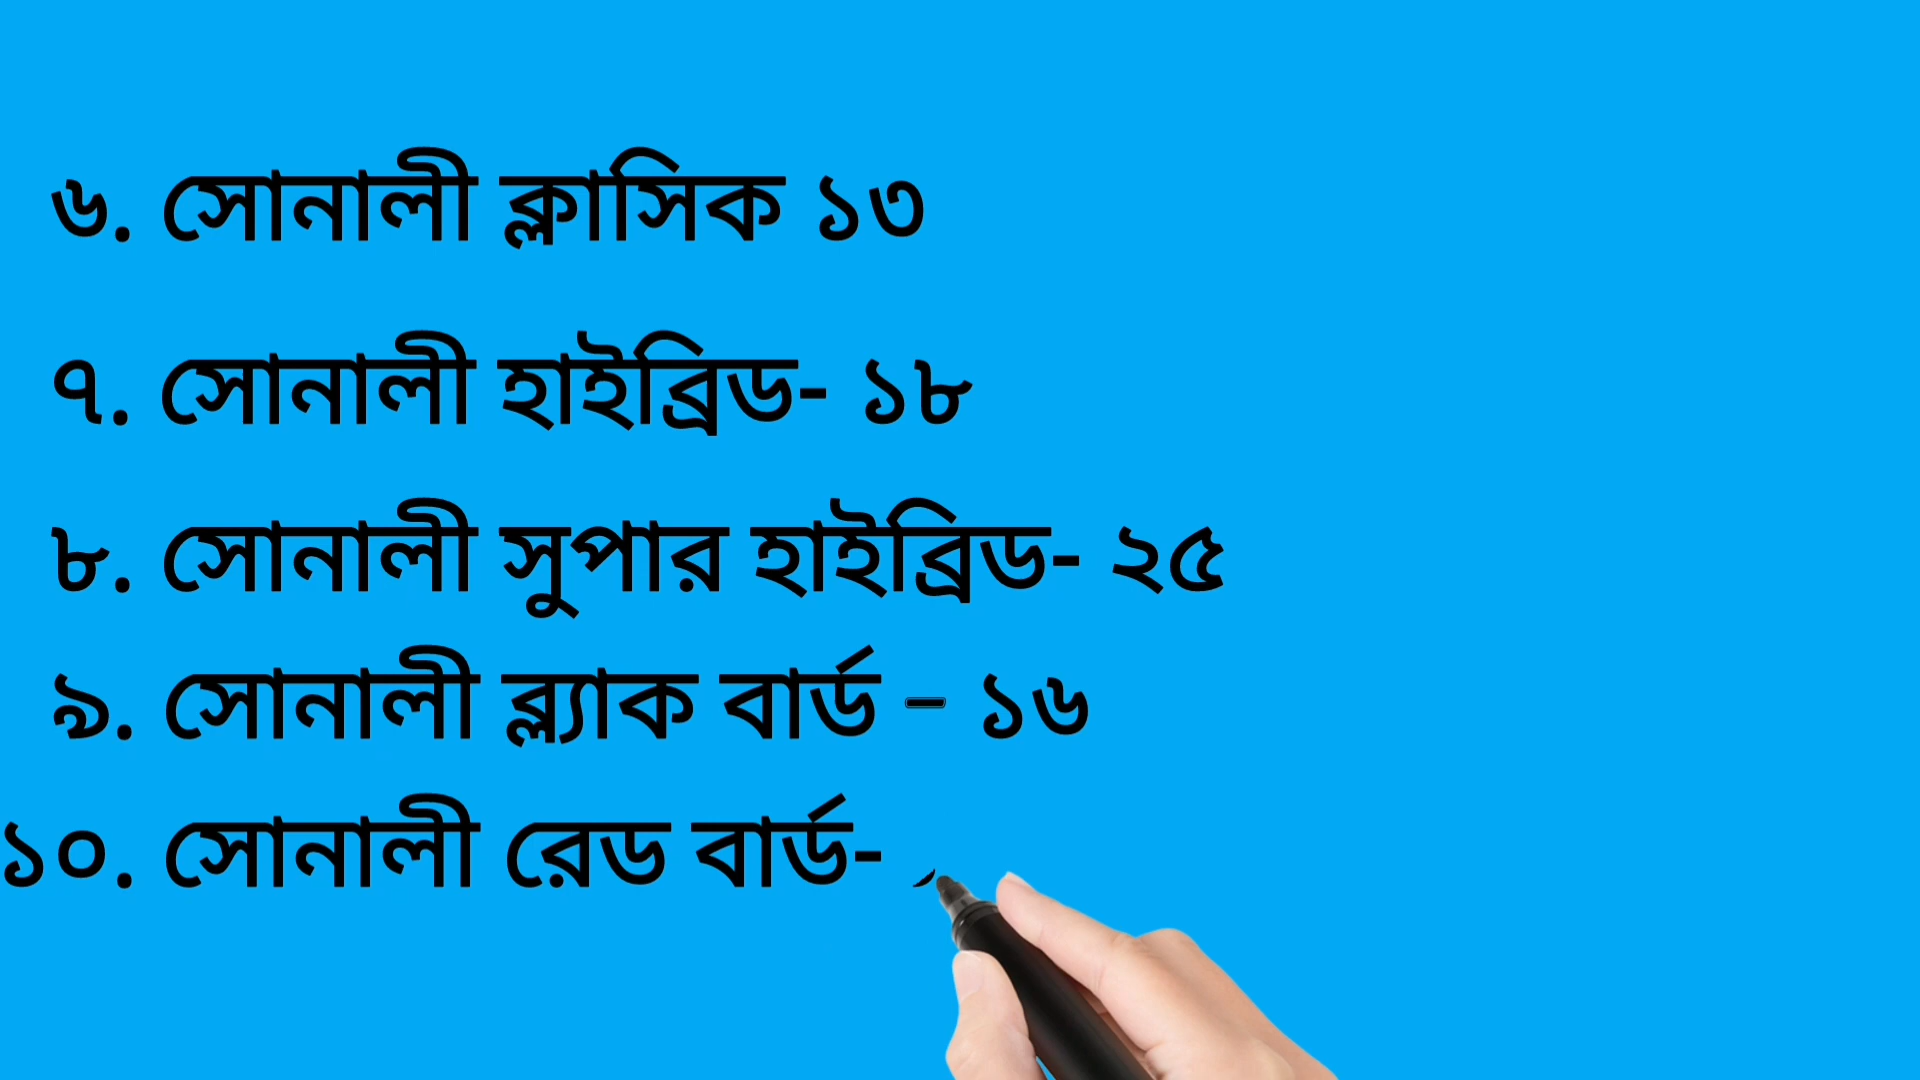 ৬. সোনালী ক্লাসিক ১৩
৭. সোনালী হাইব্রিড- ১৮
৮. সোনালী সুপার হাইব্রিড- ২৫
৯. সোনালী ব্ল্যাক বার্ড – ১৬
১০. সোনালী রেড বার্ড-